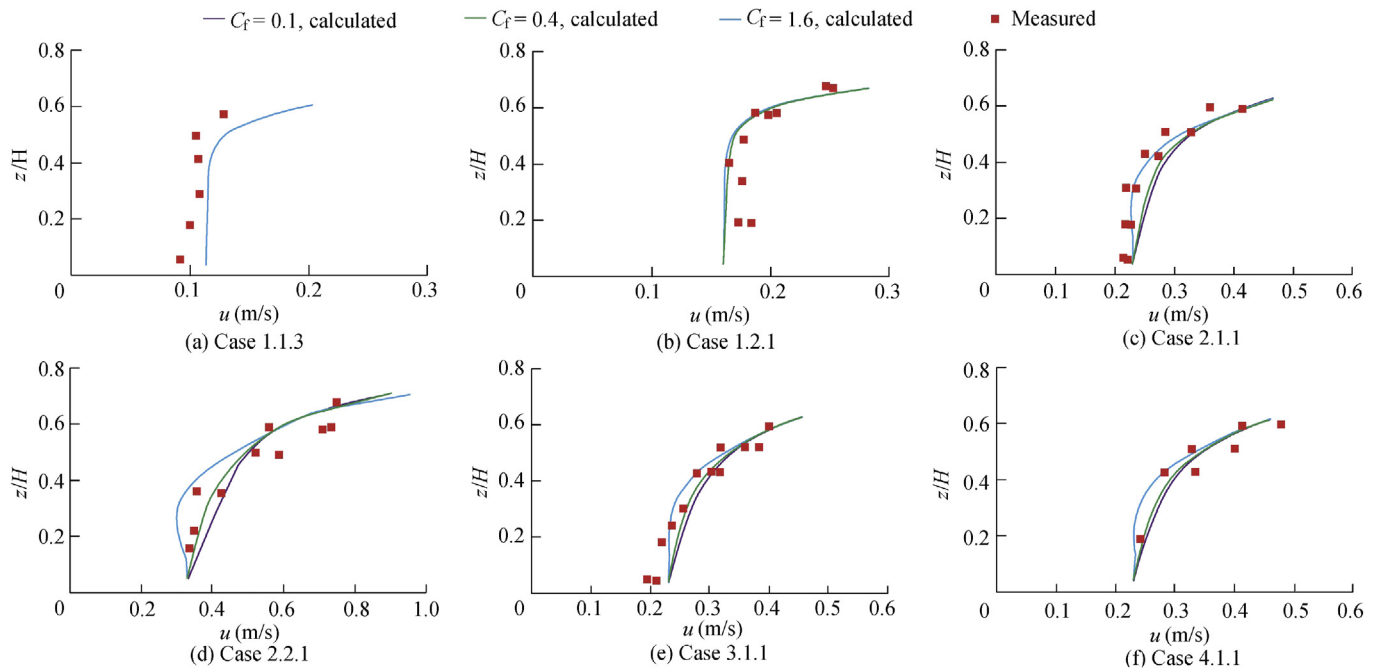 C_f = 0.1, calculated C_f = 0.4, calculated C_f = 1.6, calculated Measured
0.8 0.6 0.4 0.2 0
z/H
0.1 0.2 0.3
u (m/s)
(a) Case 1.1.3
0.8 0.6 0.4 0.2 0
z/H
0.1 0.2 0.3
u (m/s)
(b) Case 1.2.1
0.8 0.6 0.4 0.2 0
z/H
0.1 0.2 0.3 0.4 0.5 0.6
u (m/s)
(c) Case 2.1.1
0.8 0.6 0.4 0.2 0
z/H
0.2 0.4 0.6 0.8 1.0
u (m/s)
(d) Case 2.2.1
0.8 0.6 0.4 0.2 0
z/H
0.1 0.2 0.3 0.4 0.5 0.6
u (m/s)
(e) Case 3.1.1
0.8 0.6 0.4 0.2 0
z/H
0.1 0.2 0.3 0.4 0.5 0.6
u (m/s)
(f) Case 4.1.1